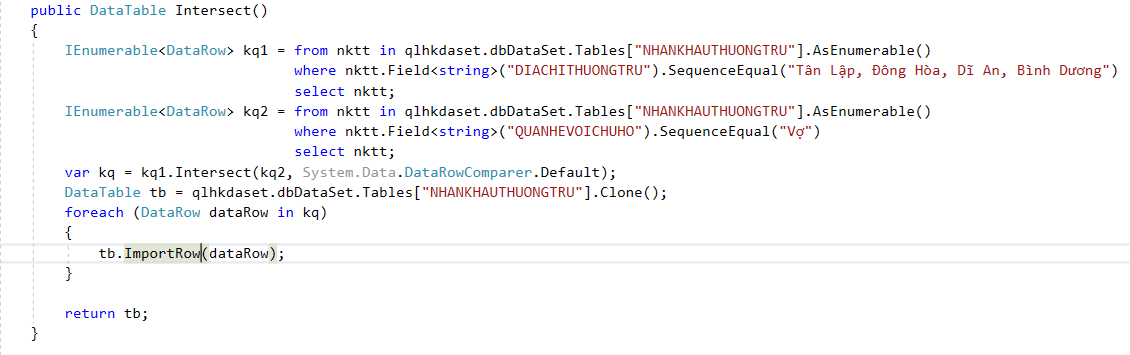 public DataTable Intersect()
{
IEnumerable<DataRow> kq1 = from nktt in qlhkdaset.dbDataSet.Tables["NHANKHAUTHUONGTRU"].AsEnumerable()
where nktt.Field<string>("DIACHITHUONGTRU").SequenceEqual("Tân Lập, Đông Hòa, Dĩ An, Bình Dương")
select nktt;
IEnumerable<DataRow> kq2 = from nktt in qlhkdaset.dbDataSet.Tables["NHANKHAUTHUONGTRU"].AsEnumerable()
where nktt.Field<string>("QUANHEVOICHUHO").SequenceEqual("Vợ")
select nktt;
var kq = kq1.Intersect(kq2, System.Data.DataRowComparer.Default);
DataTable tb = qlhkdaset.dbDataSet.Tables["NHANKHAUTHUONGTRU"].Clone();
foreach (DataRow dataRow in kq)
{
tb.ImportRow(dataRow);
}
return tb;
}